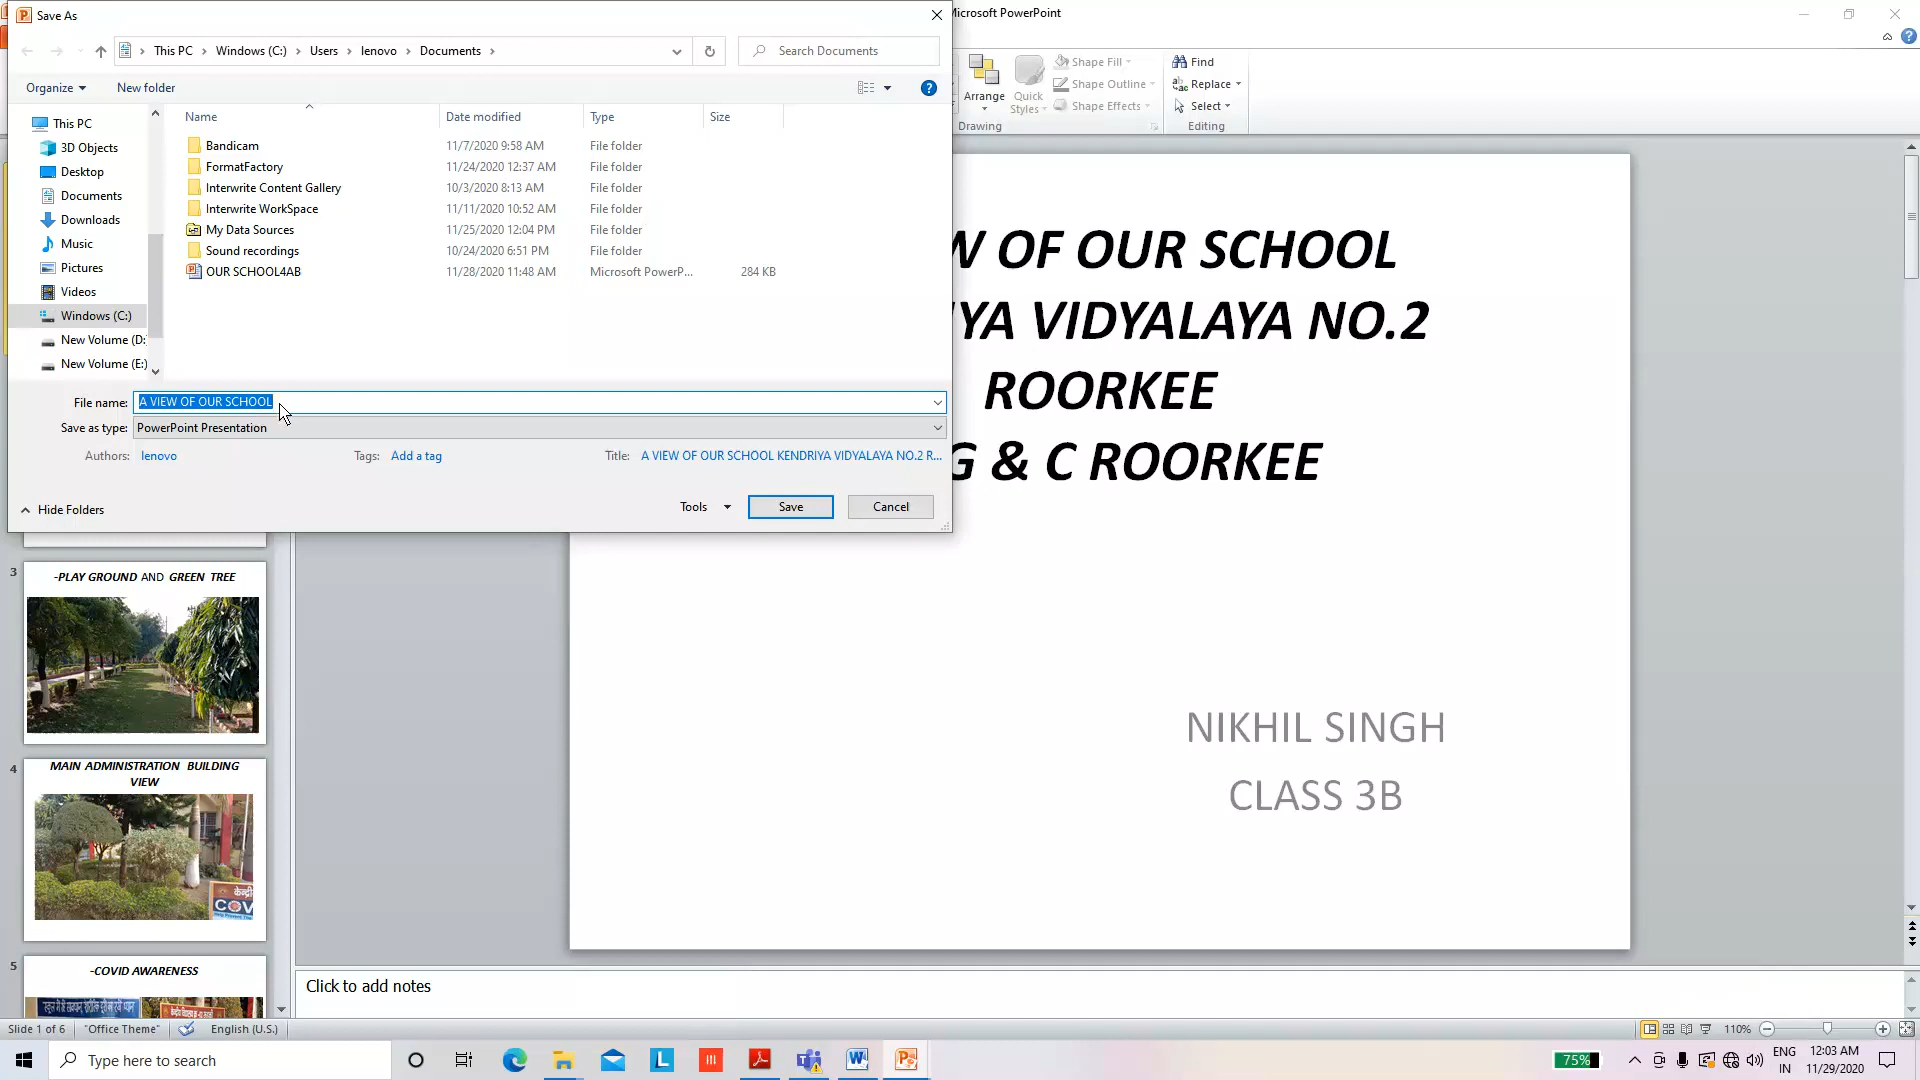 Save As
Microsoft PowerPoint
This PC
Windows (C:)
Users
lenovo
Documents
Search Documents
Organize
New folder
Name
Date modified
Type
Size
This PC
3D Objects
Desktop
Documents
Downloads
Music
Pictures
Videos
Windows (C:)
New Volume (D:
New Volume (E:)
Bandicam 11/7/2020 9:58 AM File folder
FormatFactory 11/24/2020 12:37 AM File folder
Interwrite Content Gallery 10/3/2020 8:13 AM File folder
Interwrite WorkSpace 11/11/2020 10:52 AM File folder
My Data Sources 11/25/2020 12:04 PM File folder
Sound recordings 10/24/2020 6:51 PM File folder
OUR SCHOOL4AB 11/28/2020 11:48 AM Microsoft PowerP... 284 KB
File name: A VIEW OF OUR SCHOOL
Save as type: PowerPoint Presentation
Authors: lenovo
Tags: Add a tag
Title: A VIEW OF OUR SCHOOL KENDRIYA VIDYALAYA NO.2 R...
Hide Folders
Tools
Save
Cancel
Arrange
Quick
Styles
Shape Fill
Shape Outline
Shape Effects
Drawing
Find
Replace
Select
Editing
W OF OUR SCHOOL
YA VIDYALAYA NO.2
ROORKEE
G & C ROORKEE
NIKHIL SINGH
CLASS 3B
3
-PLAY GROUND AND GREEN TREE
4
MAIN ADMINISTRATION BUILDING
VIEW
COV
5
-COVID AWARENESS
Click to add notes
Slide 1 of 6
"Office Theme"
English (U.S.)
110%
Type here to search
75%
ENG
IN
12:03 AM
11/29/2020